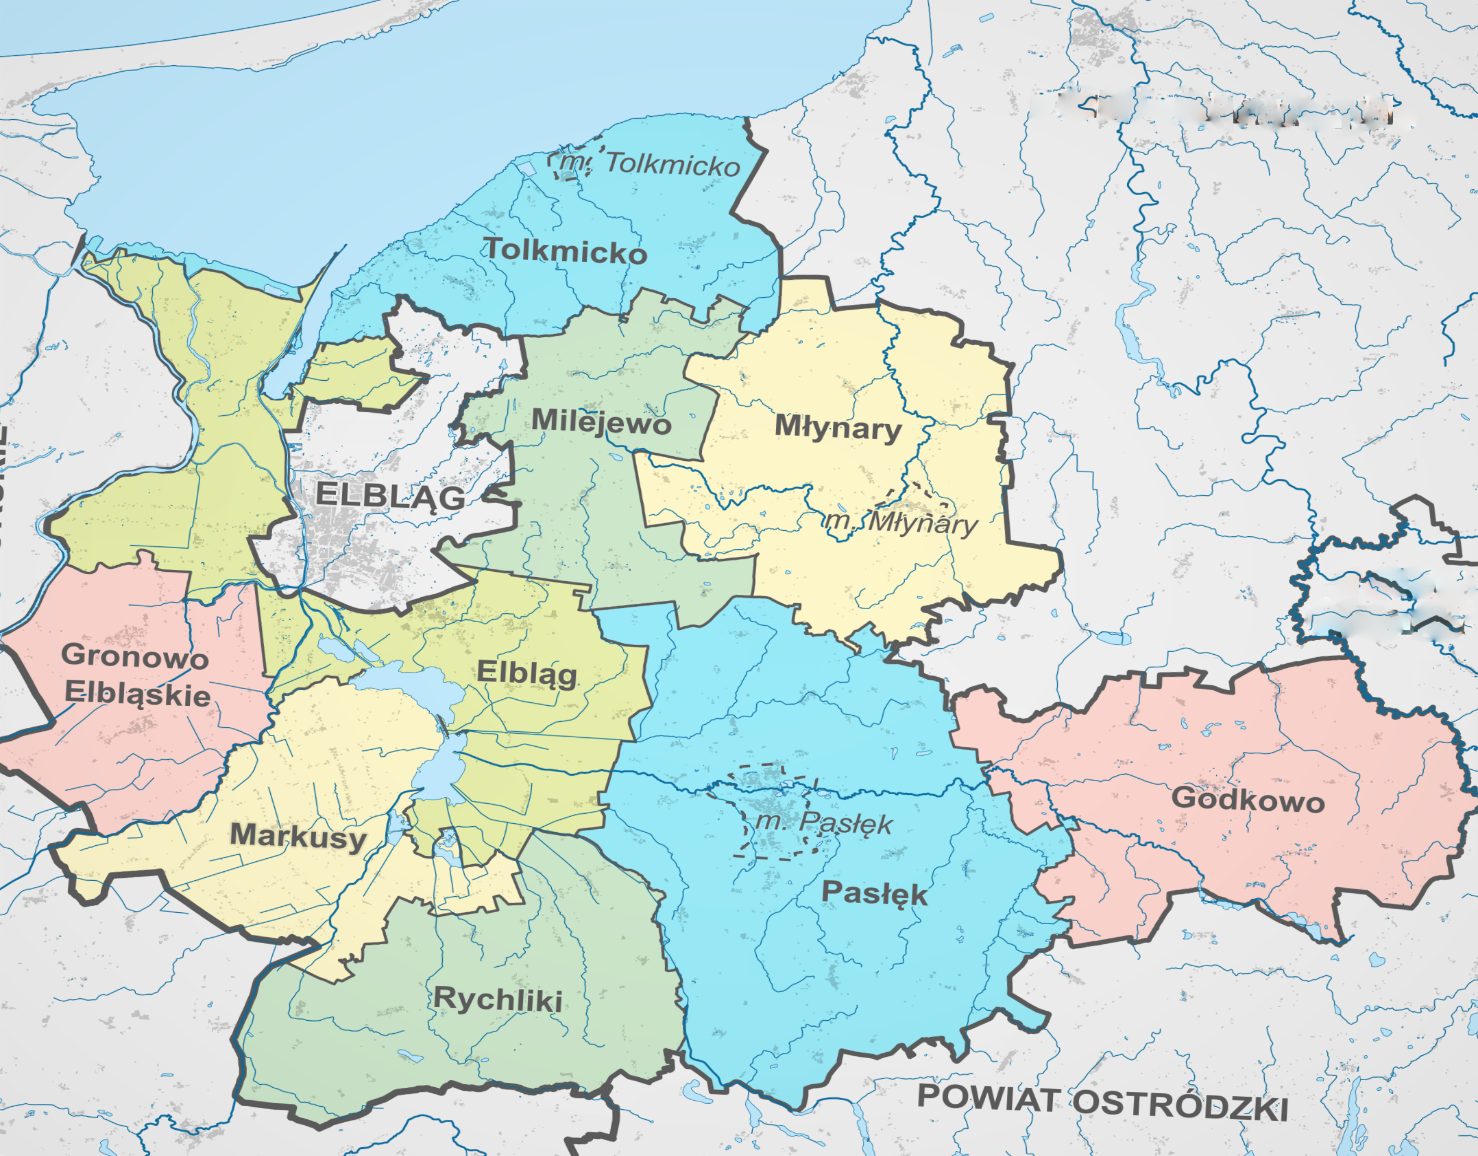 m. Tolkmicko
Tolkmicko
Milejewo
Młynary
ELBLĄG
m. Młynary
Gronowo
Elbląskie
Elbląg
Godkowo
Markusy
m. Pasłęk
Pasłęk
Rychliki
POWIAT OSTRÓDZKI